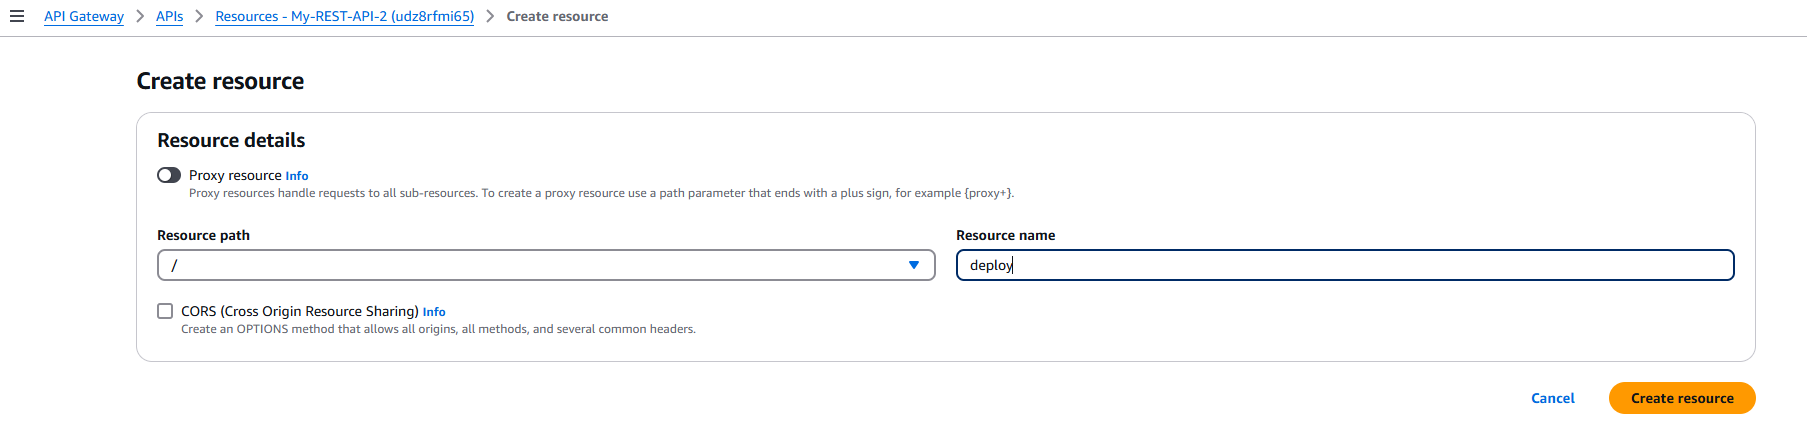 API Gateway > APIs > Resources - My-REST-API-2 (udz8rfmi65) > Create resource
Create resource
Resource details
Proxy resource Info
Proxy resources handle requests to all sub-resources. To create a proxy resource use a path parameter that ends with a plus sign, for example {proxy+}.
Resource path
/
Resource name
deploy
CORS (Cross Origin Resource Sharing) Info
Create an OPTIONS method that allows all origins, all methods, and several common headers.
Cancel
Create resource